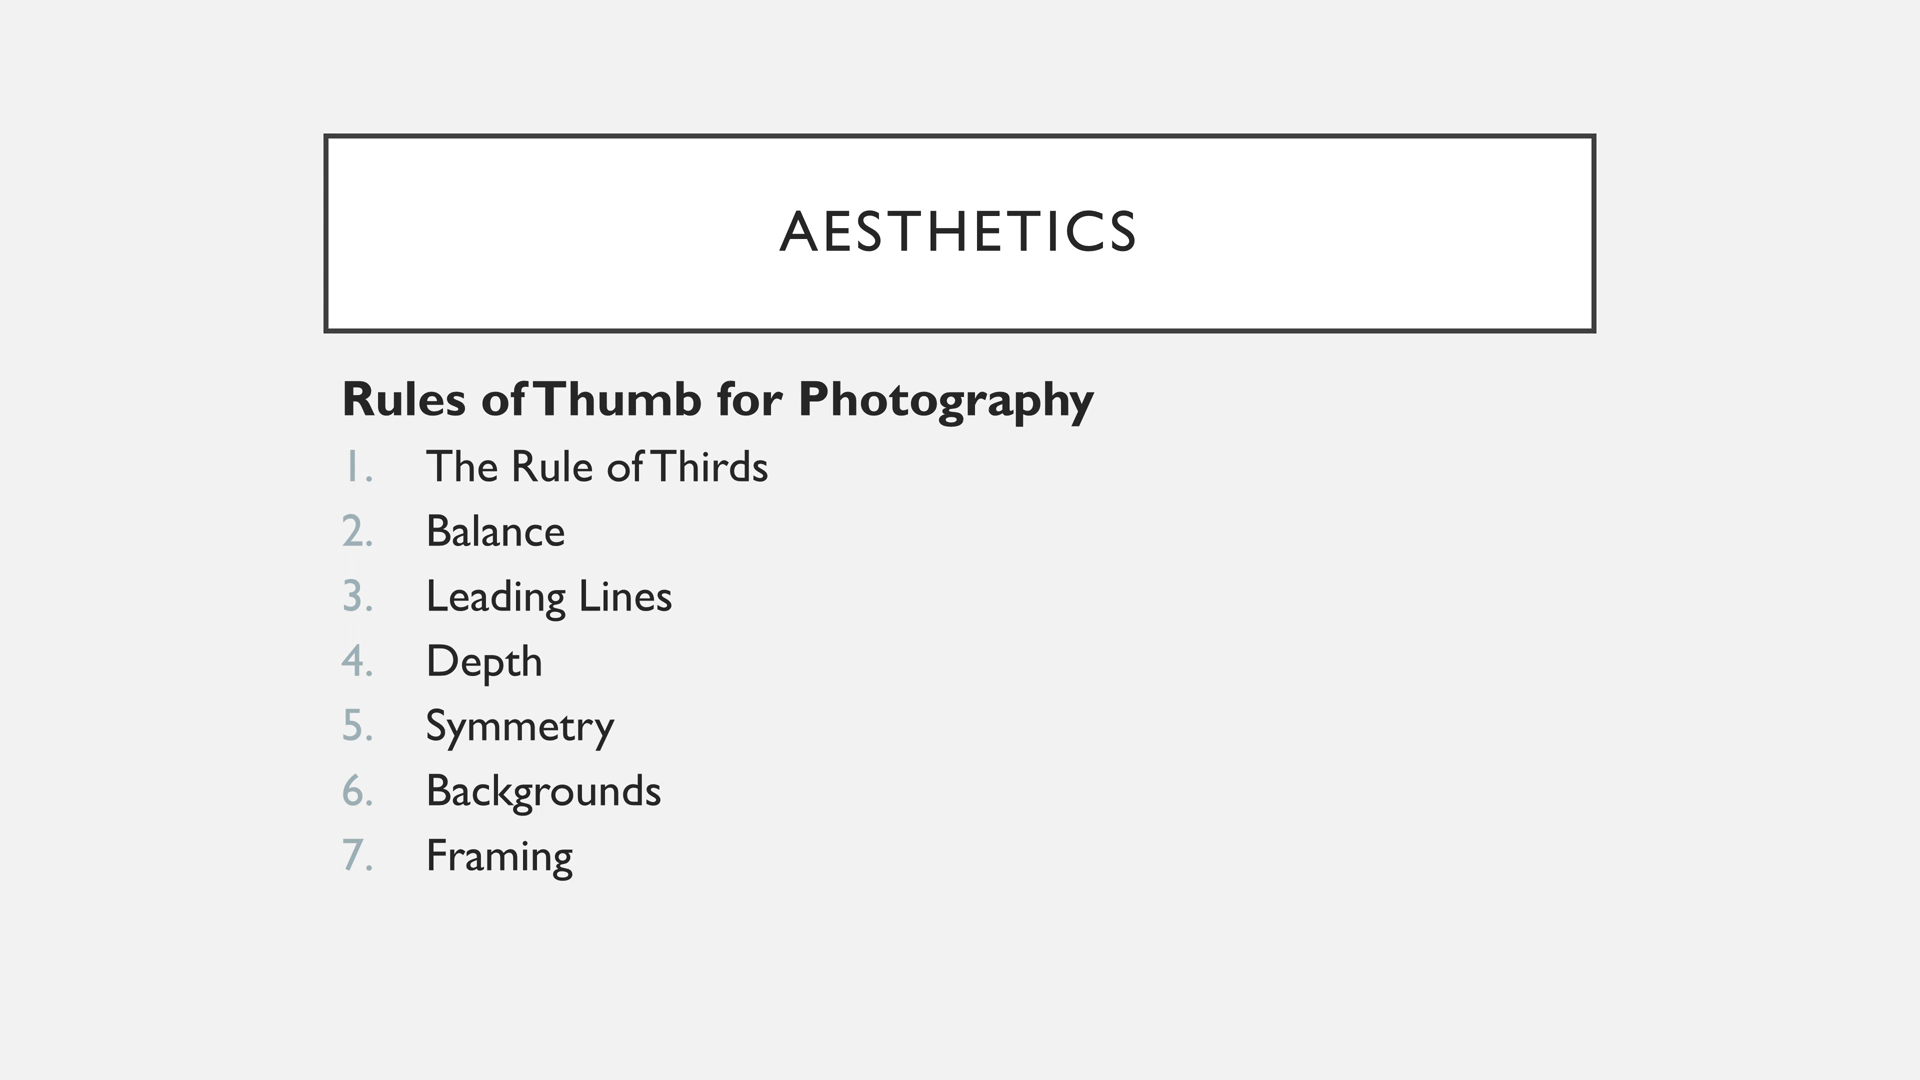 AESTHETICS
Rules of Thumb for Photography
1. The Rule of Thirds
2. Balance
3. Leading Lines
4. Depth
5. Symmetry
6. Backgrounds
7. Framing